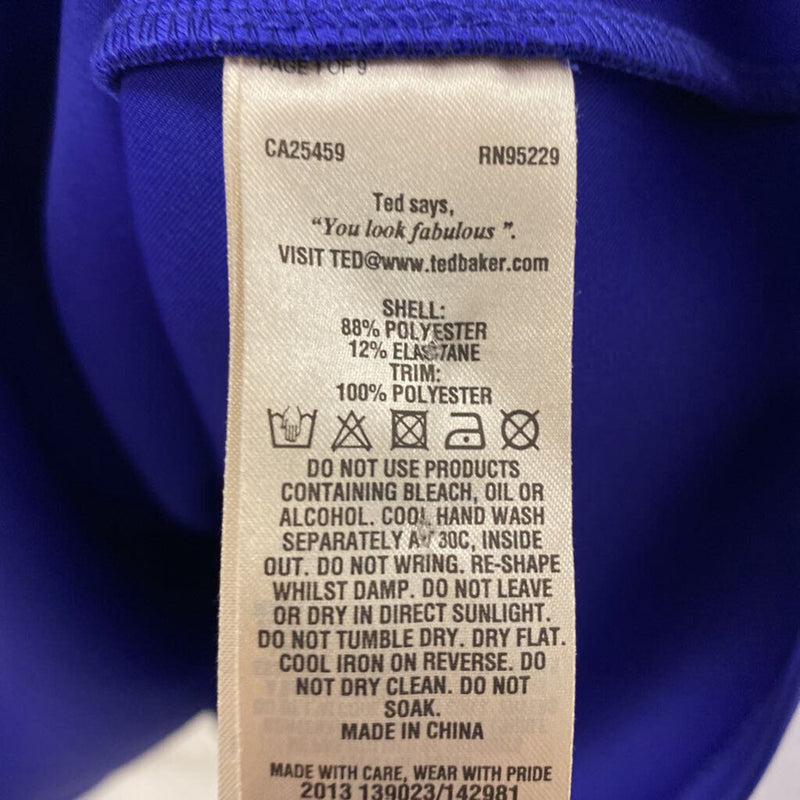 PAGE 1 OF 9
CA25459 RN95229
Ted says,
"You look fabulous ".
VISIT TED@www.tedbaker.com
SHELL:
88% POLYESTER
12% ELASTANE
TRIM:
100% POLYESTER
DO NOT USE PRODUCTS
CONTAINING BLEACH, OIL OR
ALCOHOL. COOL HAND WASH
SEPARATELY AT 30C, INSIDE
OUT. DO NOT WRING. RE-SHAPE
WHILST DAMP. DO NOT LEAVE
OR DRY IN DIRECT SUNLIGHT.
DO NOT TUMBLE DRY. DRY FLAT.
COOL IRON ON REVERSE. DO
NOT DRY CLEAN. DO NOT
SOAK.
MADE IN CHINA
MADE WITH CARE, WEAR WITH PRIDE
2013 139023/142981